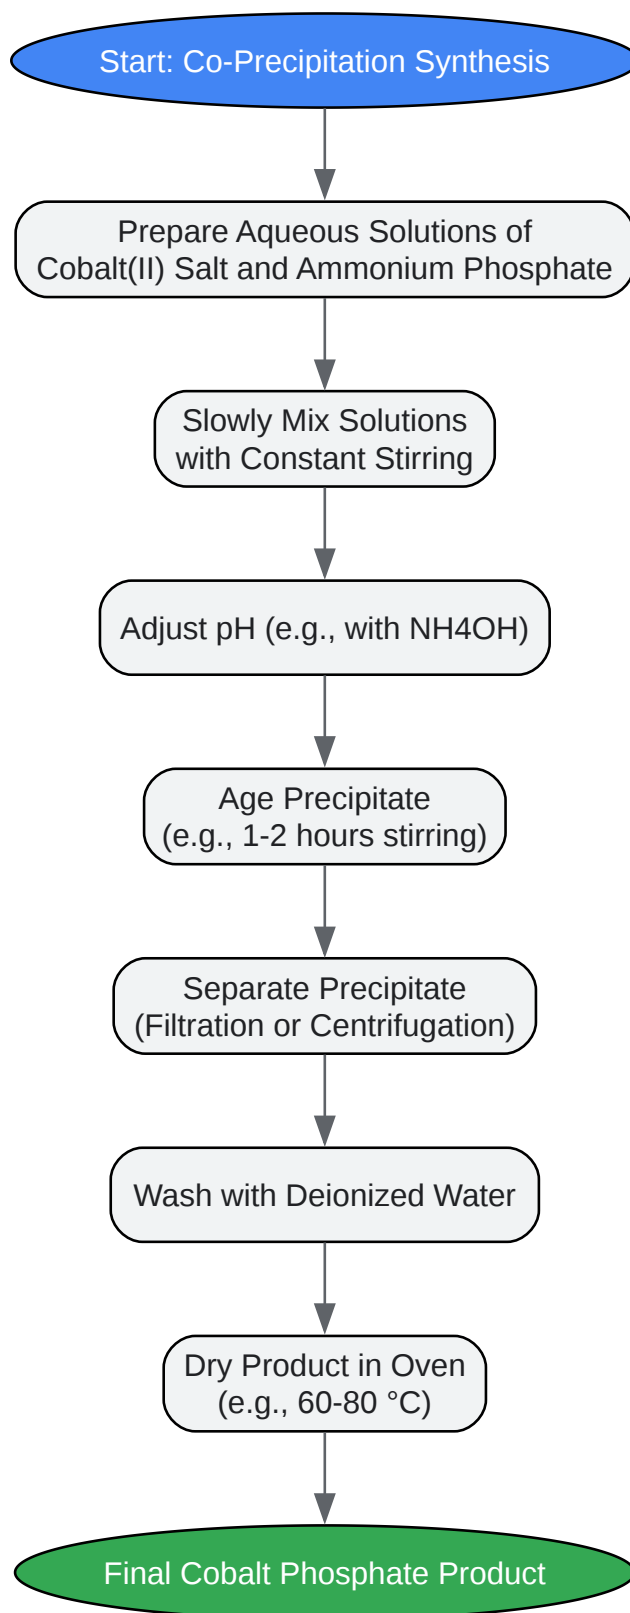 Start: Co-Precipitation Synthesis
Prepare Aqueous Solutions of
Cobalt(II) Salt and Ammonium Phosphate
Slowly Mix Solutions
with Constant Stirring
Adjust pH (e.g., with NH4OH)
Age Precipitate
(e.g., 1-2 hours stirring)
Separate Precipitate
(Filtration or Centrifugation)
Wash with Deionized Water
Dry Product in Oven
(e.g., 60-80 °C)
Final Cobalt Phosphate Product